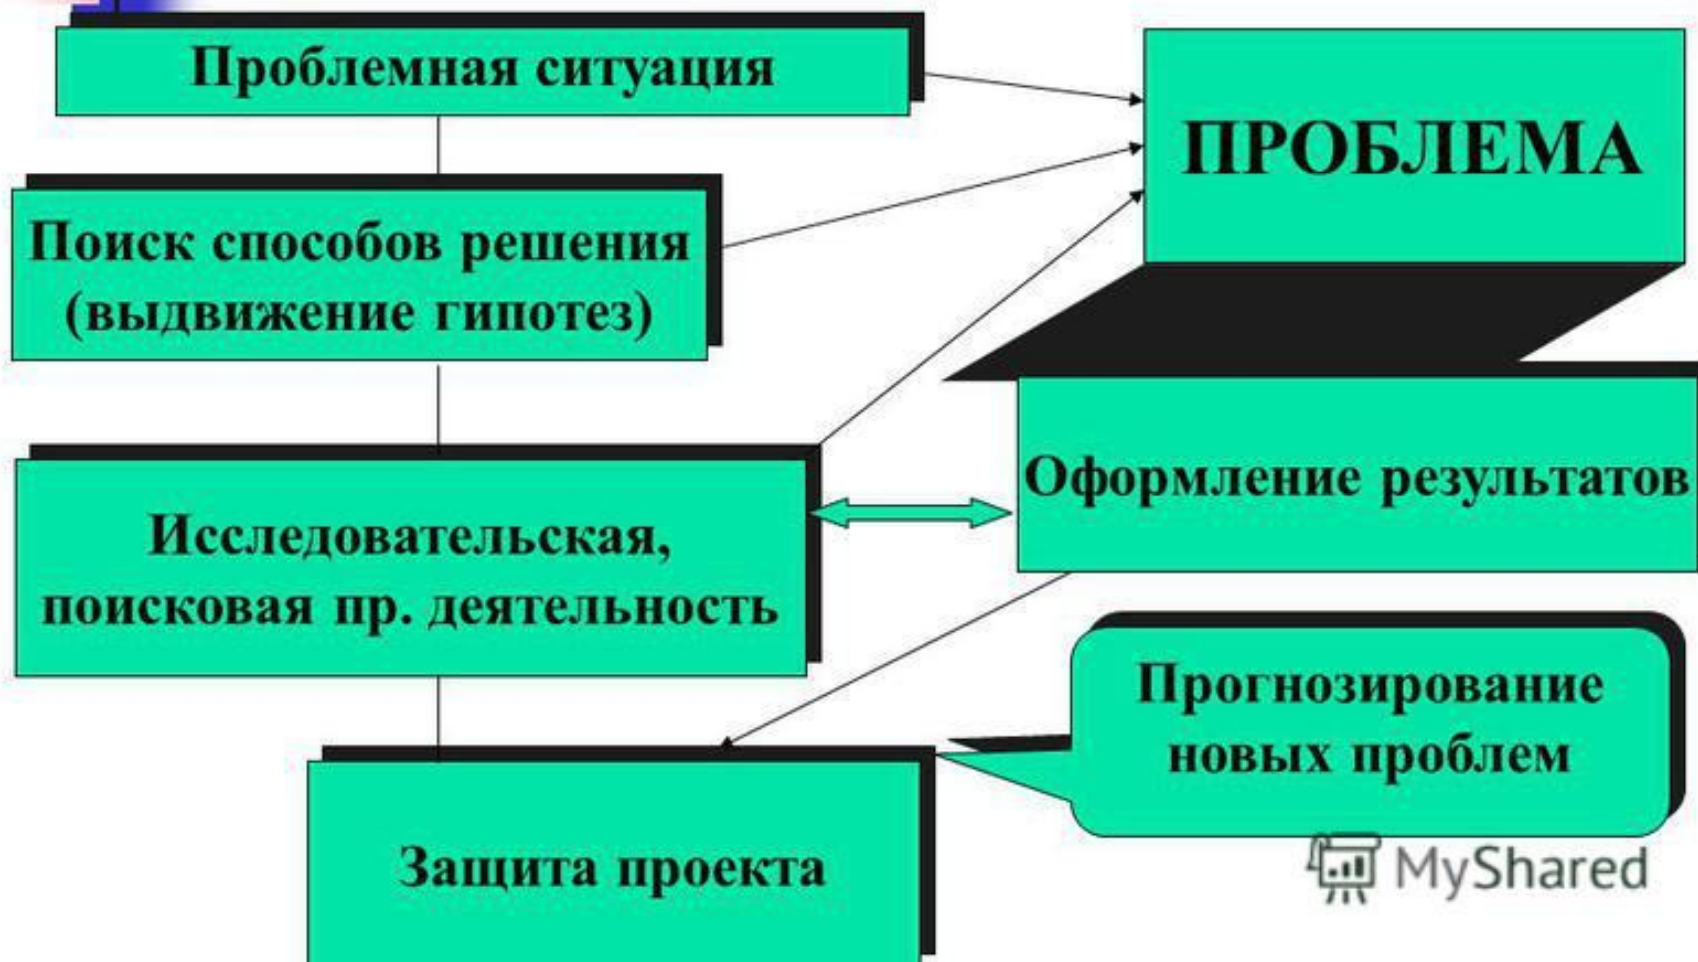 Проблемная ситуация
ПРОБЛЕМА
Поиск способов решения
(выдвижение гипотез)
Оформление результатов
Исследовательская,
поисковая пр. деятельность
Прогнозирование
новых проблем
Защита проекта
MyShared